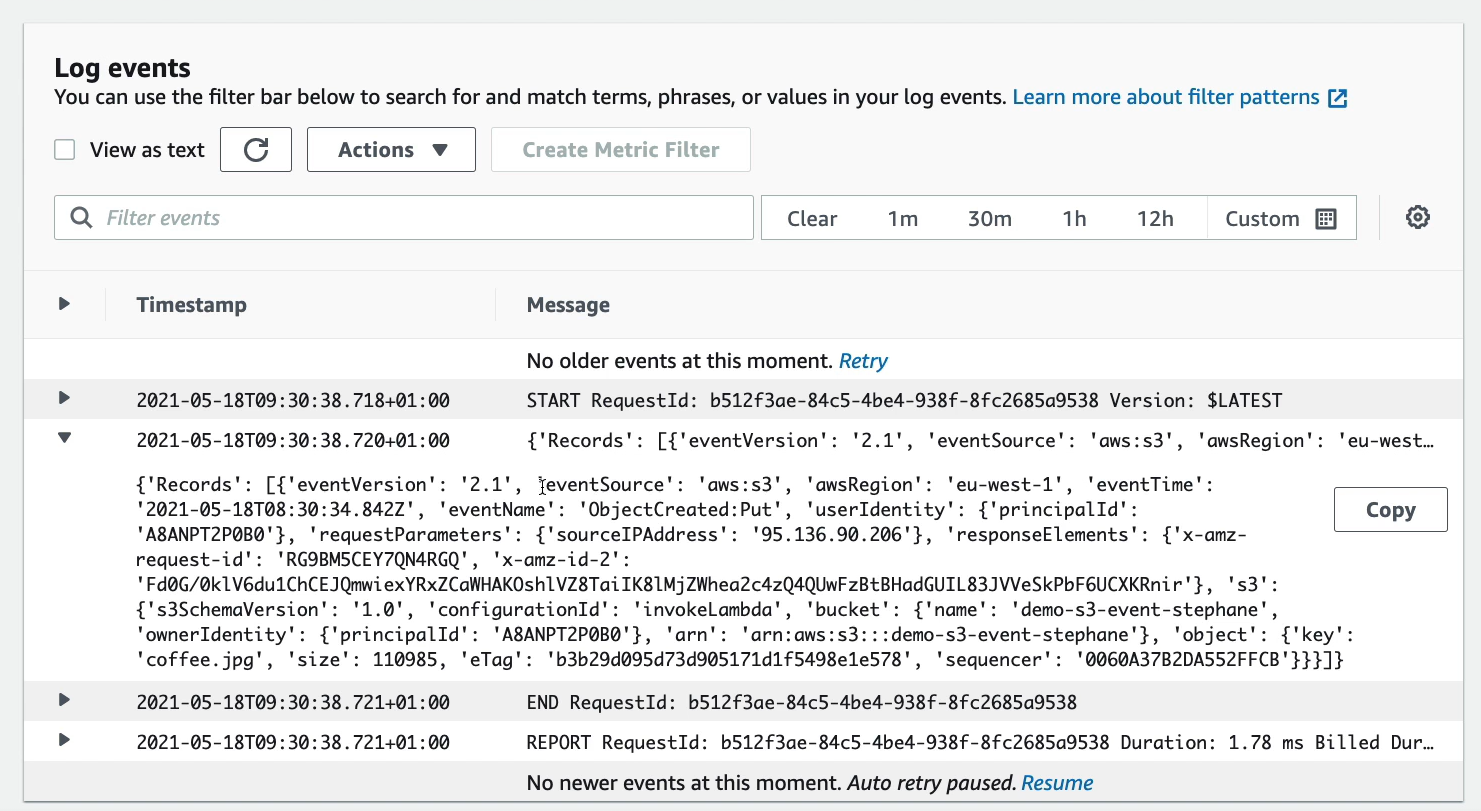 Log events
You can use the filter bar below to search for and match terms, phrases, or values in your log events. Learn more about filter patterns
View as text Actions Create Metric Filter
Filter events Clear 1m 30m 1h 12h Custom
Timestamp Message
No older events at this moment. Retry
2021-05-18T09:30:38.718+01:00 START RequestId: b512f3ae-84c5-4be4-938f-8fc2685a9538 Version: $LATEST
2021-05-18T09:30:38.720+01:00 {'Records': [{'eventVersion': '2.1', 'eventSource': 'aws:s3', 'awsRegion': 'eu-west…
{'Records': [{'eventVersion': '2.1', 'eventSource': 'aws:s3', 'awsRegion': 'eu-west-1', 'eventTime':
'2021-05-18T08:30:34.842Z', 'eventName': 'ObjectCreated:Put', 'userIdentity': {'principalId':
'A8ANPT2P0B0'}, 'requestParameters': {'sourceIPAddress': '95.136.90.206'}, 'responseElements': {'x-amz-
request-id': 'RG9BM5CEY7QN4RGQ', 'x-amz-id-2':
'Fd0G/0klV6du1ChCEJQmwiexYRxZCaWHAKOshlVZ8TaiIK8lMjZWhea2c4zQ4QUwFzBtBHadGUIL83JVVeSkPbF6UCXKRnir'}, 's3':
{'s3SchemaVersion': '1.0', 'configurationId': 'invokeLambda', 'bucket': {'name': 'demo-s3-event-stephane',
'ownerIdentity': {'principalId': 'A8ANPT2P0B0'}, 'arn': 'arn:aws:s3:::demo-s3-event-stephane'}, 'object': {'key':
'coffee.jpg', 'size': 110985, 'eTag': 'b3b29d095d73d905171d1f5498e1e578', 'sequencer': '0060A37B2DA552FFCB'}}}]}
Copy
2021-05-18T09:30:38.721+01:00 END RequestId: b512f3ae-84c5-4be4-938f-8fc2685a9538
2021-05-18T09:30:38.721+01:00 REPORT RequestId: b512f3ae-84c5-4be4-938f-8fc2685a9538 Duration: 1.78 ms Billed Dur…
No newer events at this moment. Auto retry paused. Resume